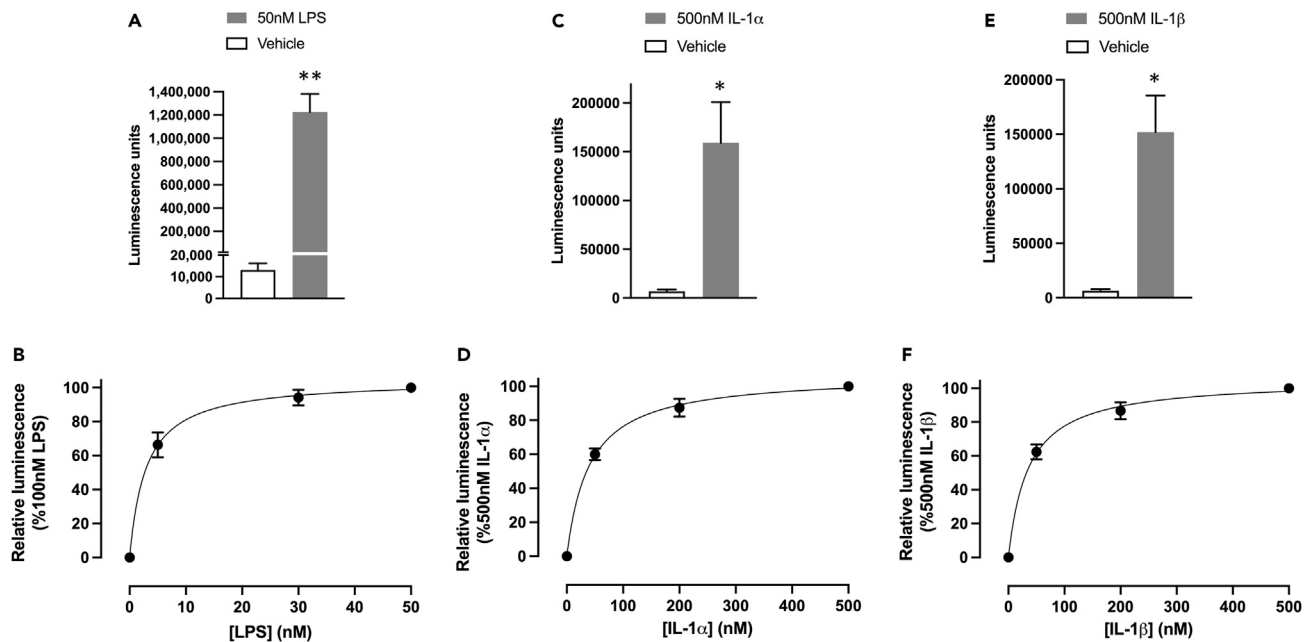 A
50nM LPS
Vehicle
**
Luminescence units
1,400,000
1,200,000
1,000,000
800,000
600,000
400,000
200,000
20,000
10,000
0
C
500nM IL-1α
Vehicle
*
Luminescence units
200000
150000
100000
50000
0
E
500nM IL-1β
Vehicle
*
Luminescence units
200000
150000
100000
50000
0
B
Relative luminescence
(%100nM LPS)
100
80
60
40
20
0
0 10 20 30 40 50
[LPS] (nM)
D
Relative luminescence
(%500nM IL-1α)
100
80
60
40
20
0
0 100 200 300 400 500
[IL-1α] (nM)
F
Relative luminescence
(%500nM IL-1β)
100
80
60
40
20
0
0 100 200 300 400 500
[IL-1β] (nM)